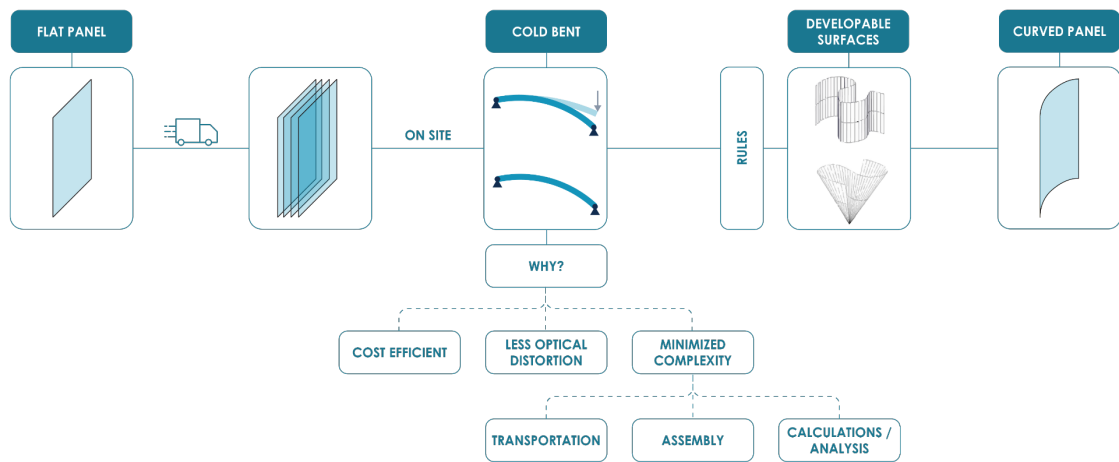 FLAT PANEL
COLD BENT
DEVELOPABLE
SURFACES
CURVED PANEL
ON SITE
RULES
WHY?
COST EFFICIENT
LESS OPTICAL
DISTORTION
MINIMIZED
COMPLEXITY
TRANSPORTATION
ASSEMBLY
CALCULATIONS /
ANALYSIS